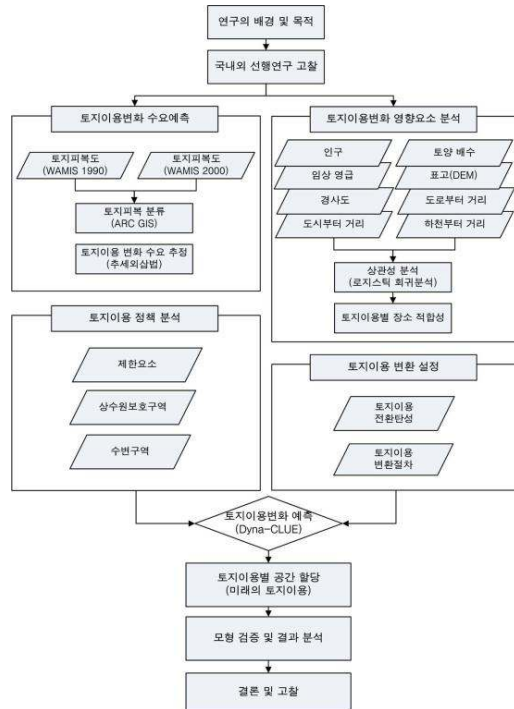 연구의 배경 및 목적
국내외 선행연구 고찰
토지이용변화 수요예측
토지피복도
(WAMIS 1990)
토지피복도
(WAMIS 2000)
토지피복 분류
(ARC GIS)
토지이용 변화 수요 추정
(추세외삽법)
토지이용변화 영향요소 분석
인구
토양 배수
임상 영급
표고(DEM)
경사도
도로부터 거리
도시부터 거리
하천부터 거리
상관성 분석
(로지스틱 회귀분석)
토지이용별 장소 적합성
토지이용 정책 분석
제한요소
상수원보호구역
수변구역
토지이용 변환 설정
토지이용
전환탄성
토지이용
변환절차
토지이용변화 예측
(Dyna-CLUE)
토지이용별 공간 할당
(미래의 토지이용)
모형 검증 및 결과 분석
결론 및 고찰